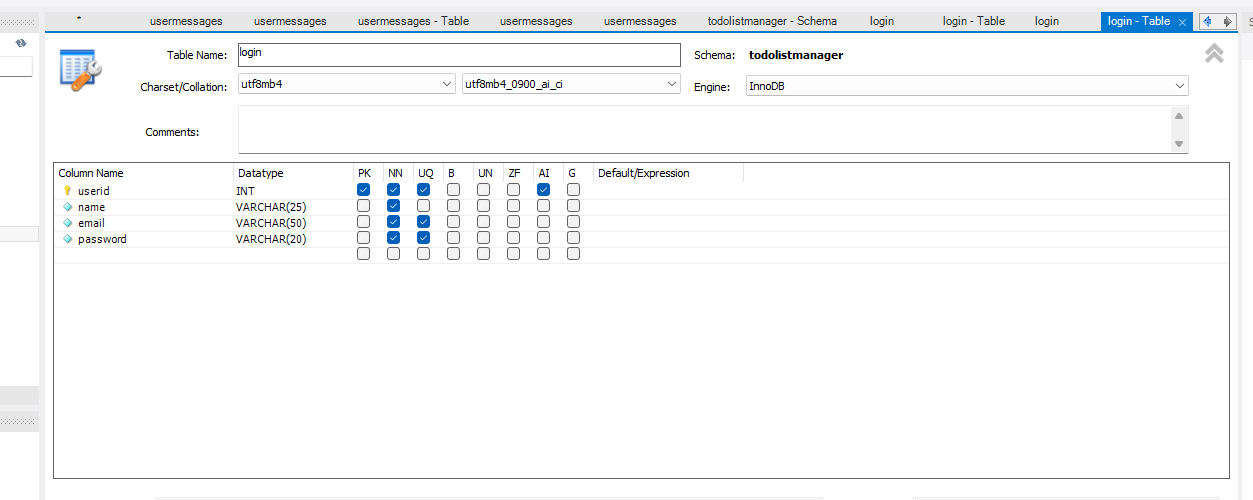 usermessages usermessages usermessages - Table usermessages usermessages todolistmanager - Schema login login - Table login login - Table
Table Name: login Schema: todolistmanager
Charset/Collation: utf8mb4 utf8mb4_0900_ai_ci Engine: InnoDB
Comments:
Column Name Datatype PK NN UQ B UN ZF AI G Default/Expression
userid INT
name VARCHAR(25)
email VARCHAR(50)
password VARCHAR(20)